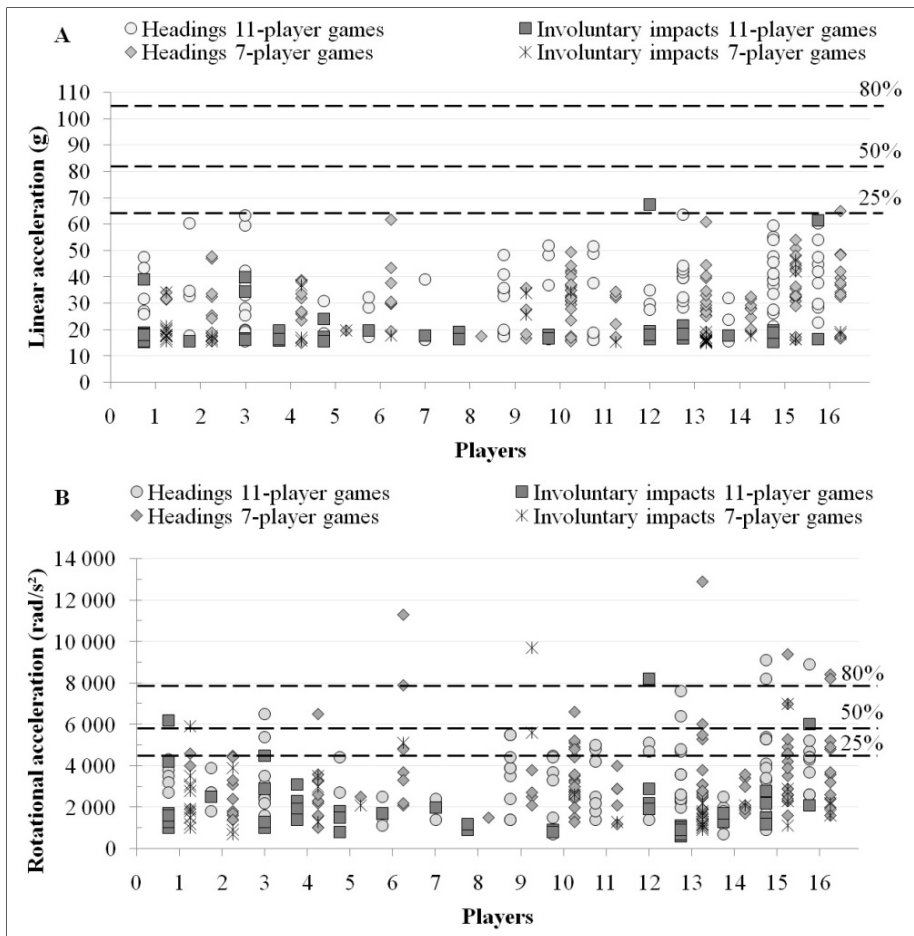 A
Headings 11-player games Involuntary impacts 11-player games
Headings 7-player games Involuntary impacts 7-player games
Linear acceleration (g)
110
100
90
80
70
60
50
40
30
20
10
0
80%
50%
25%
0 1 2 3 4 5 6 7 8 9 10 11 12 13 14 15 16
Players
B
Headings 11-player games Involuntary impacts 11-player games
Headings 7-player games Involuntary impacts 7-player games
Rotational acceleration (rad/s²)
14 000
12 000
10 000
8 000
6 000
4 000
2 000
0
80%
50%
25%
0 1 2 3 4 5 6 7 8 9 10 11 12 13 14 15 16
Players